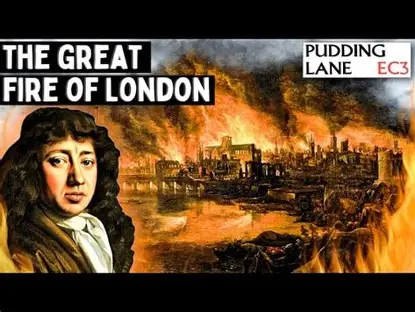 THE GREAT
FIRE OF LONDON
PUDDING
LANE EC3